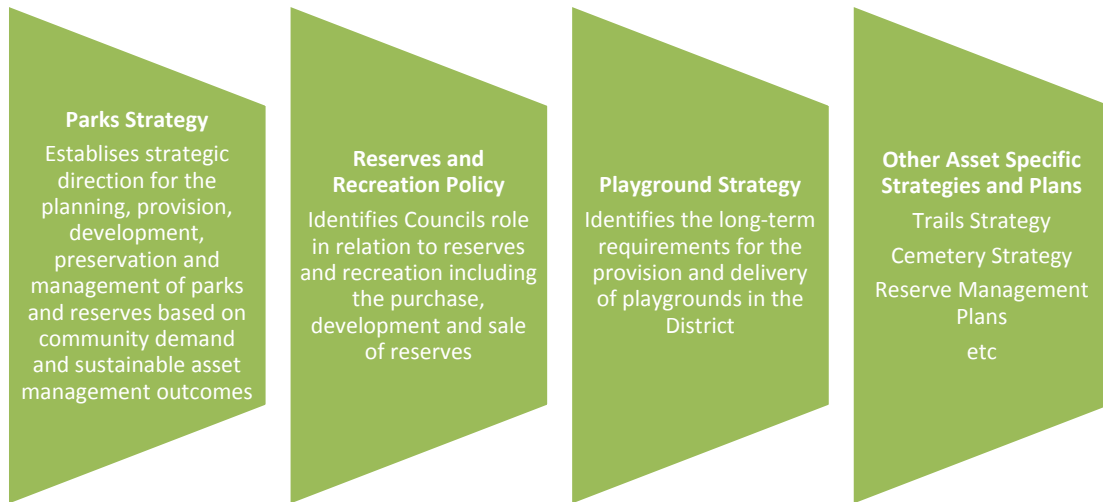 Parks Strategy
Establises strategic
direction for the
planning, provision,
development,
preservation and
management of parks
and reserves based on
community demand
and sustainable asset
management outcomes
Reserves and
Recreation Policy
Identifies Councils role
in relation to reserves
and recreation including
the purchase,
development and sale
of reserves
Playground Strategy
Identifies the long-term
requirements for the
provision and delivery
of playgrounds in the
District
Other Asset Specific
Strategies and Plans
Trails Strategy
Cemetery Strategy
Reserve Management
Plans
etc